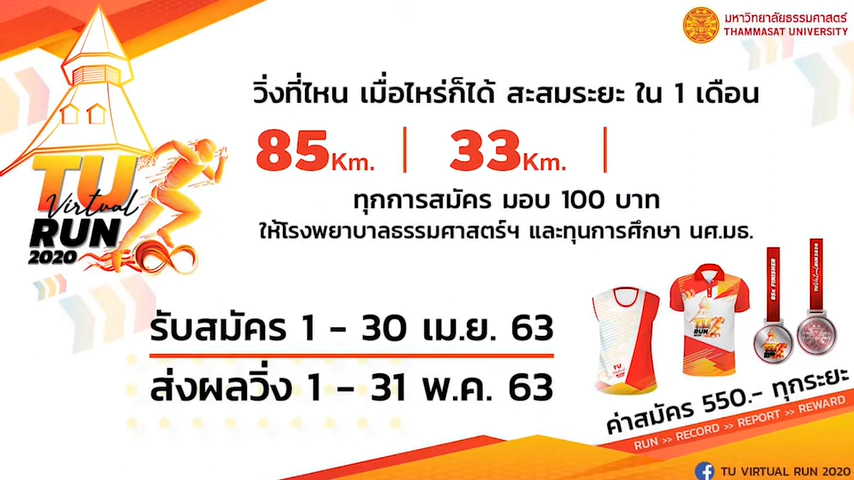 มหาวิทยาลัยธรรมศาสตร์
THAMMASAT UNIVERSITY
วิ่งที่ไหน เมื่อไหร่ก็ได้ สะสมระยะ ใน 1 เดือน
85Km. | 33Km. |
ทุกการสมัคร มอบ 100 บาท
ให้โรงพยาบาลธรรมศาสตร์ฯ และทุนการศึกษา นศ.มธ.
TU
Virtual
RUN
2020
รับสมัคร 1 - 30 เม.ย. 63
ส่งผลวิ่ง 1 - 31 พ.ค. 63
TU
TU
RUN
85K FINISHER
ค่าสมัคร 550.- ทุกระยะ
RUN >> RECORD >> REPORT >> REWARD
TU VIRTUAL RUN 2020